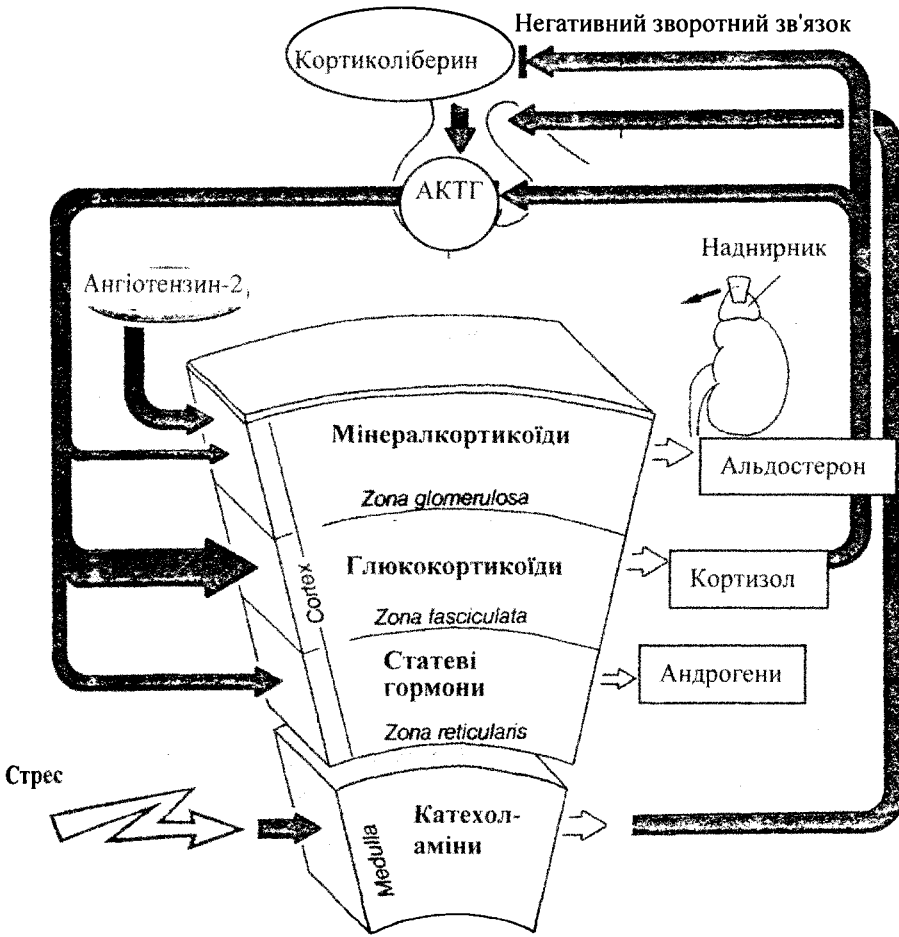 Негативний зворотний зв'язок
Кортиколіберин
АКТГ
Наднирник
Ангіотензин-2
Мінералкортикоїди
Альдостерон
Zona glomerulosa
Глюкокортикоїди
Кортизол
Cortex
Zona fasciculata
Статеві
гормони
Андрогени
Zona reticularis
Стрес
Катехол-
аміни
Medulla